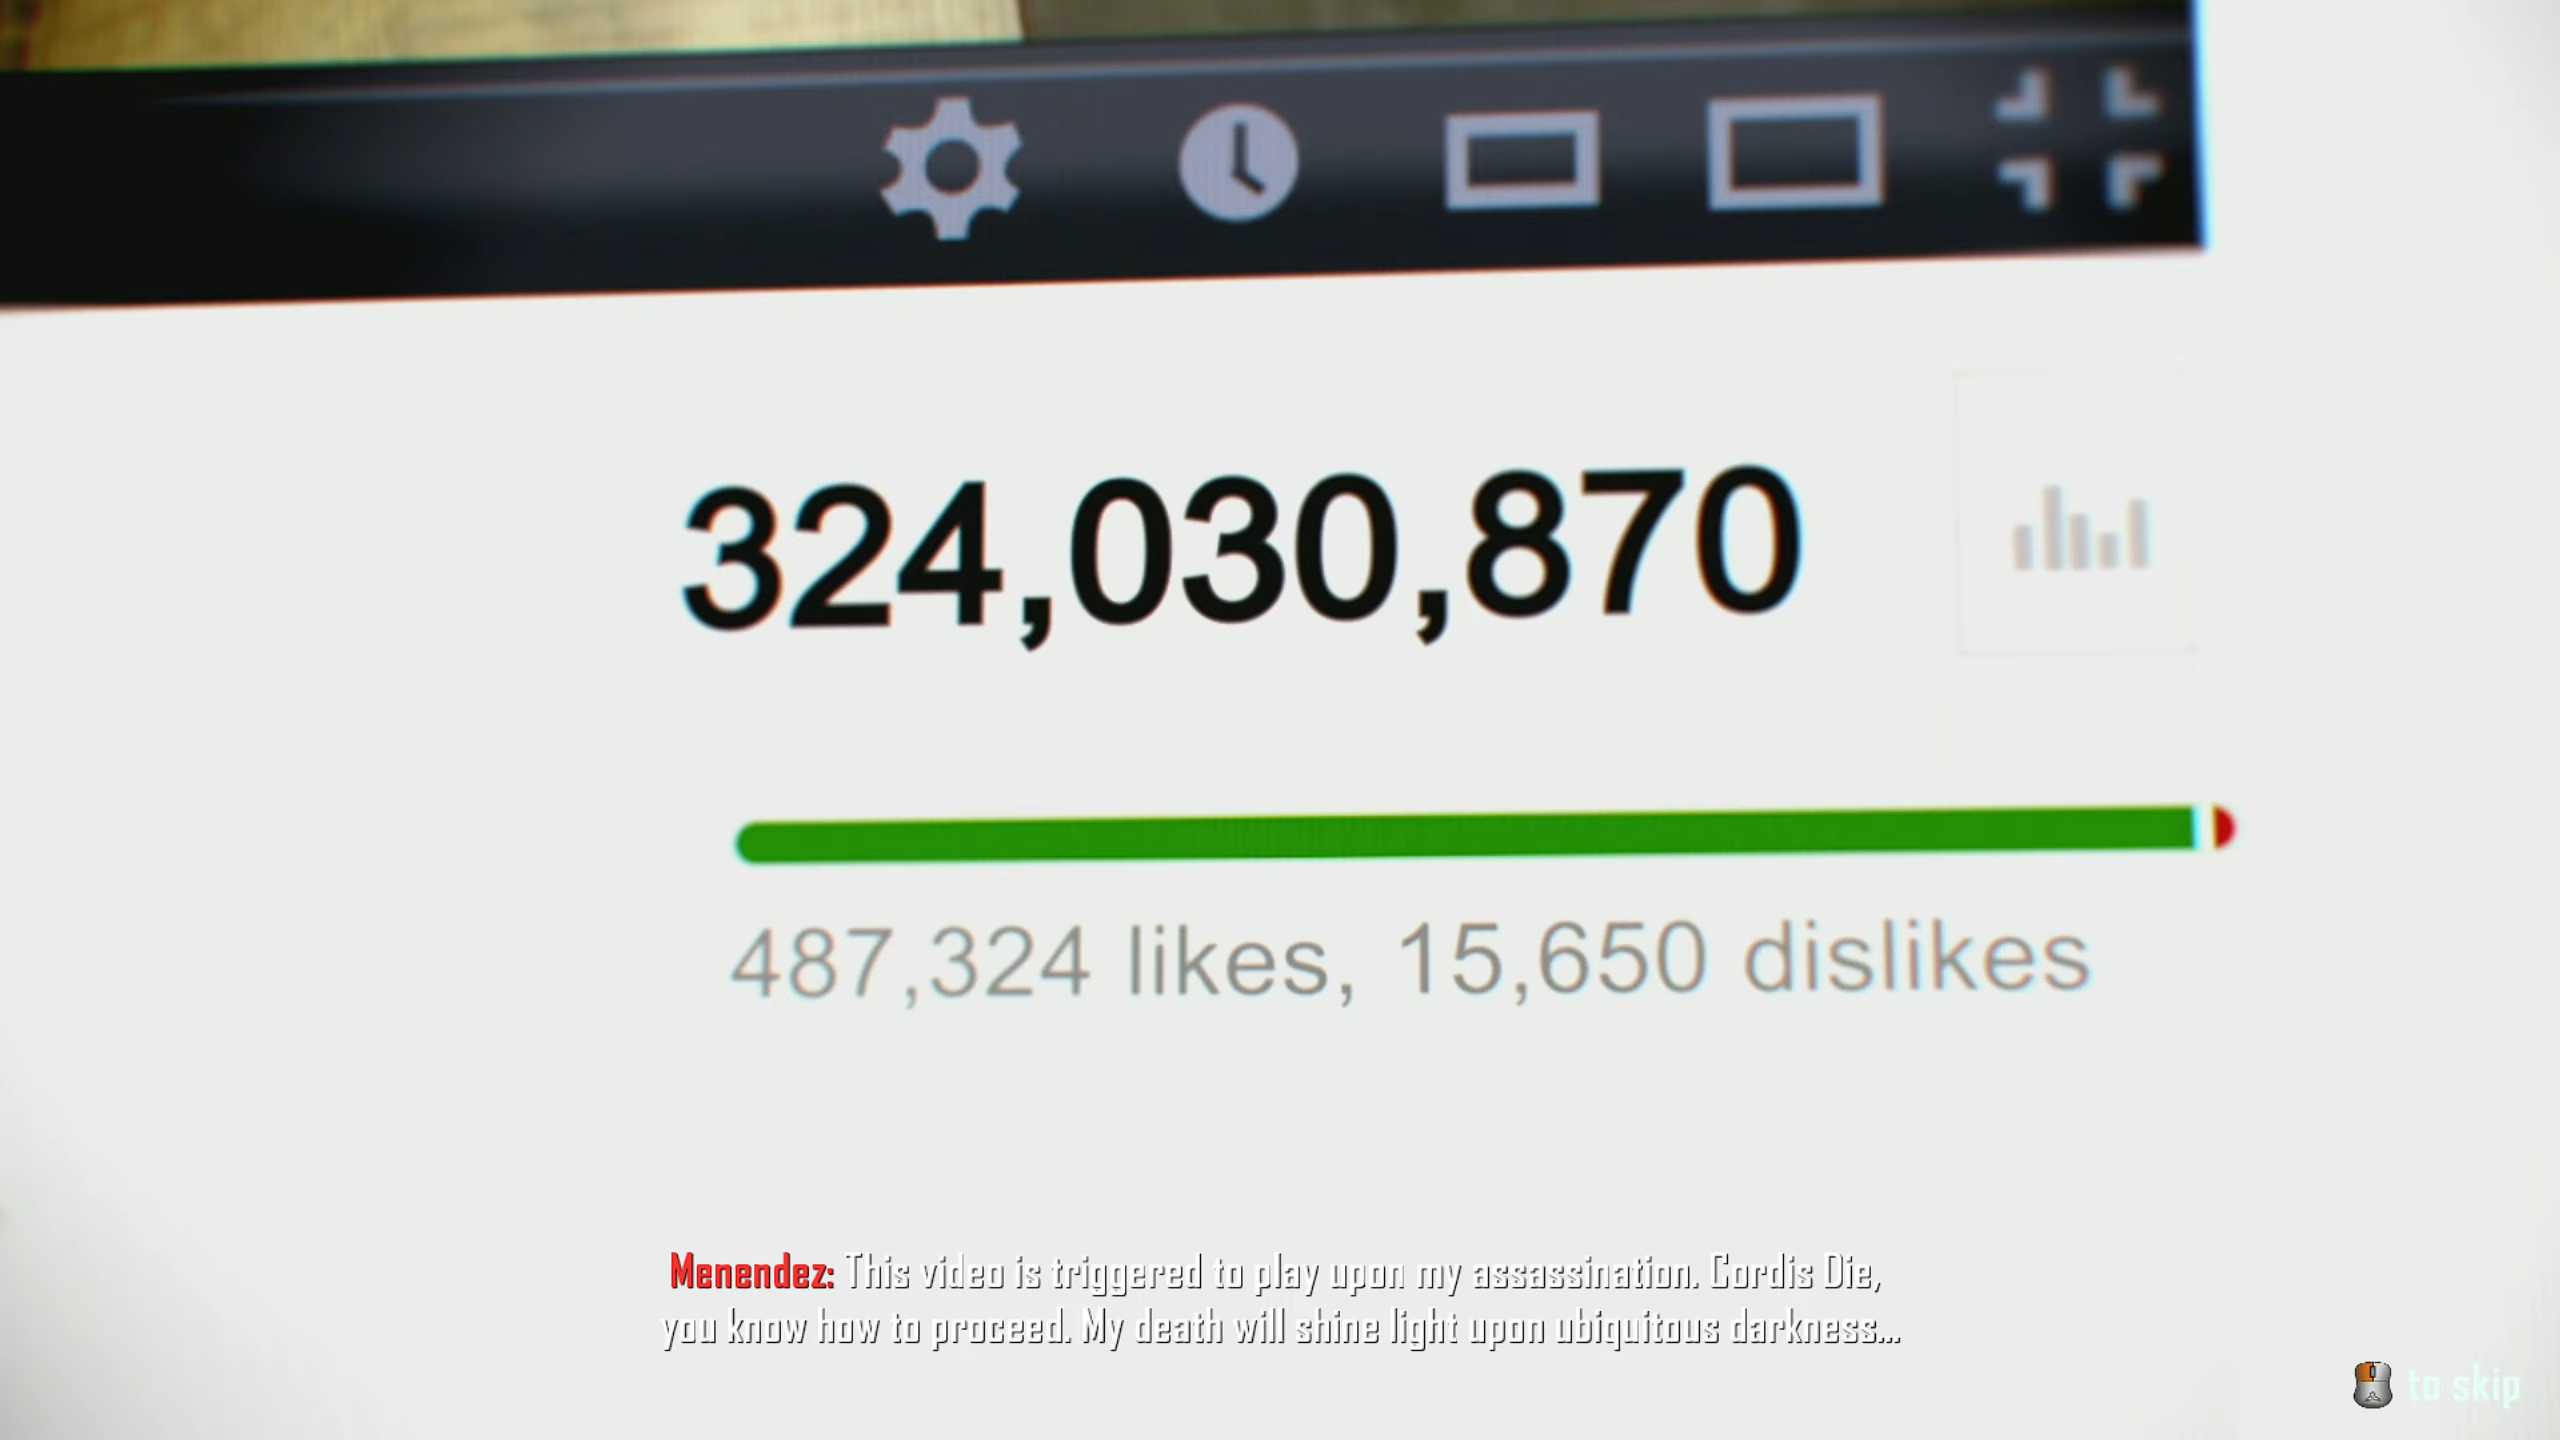 324,030,870
487,324 likes, 15,650 dislikes
Menendez: This video is triggered to play upon my assassination. Cordis Die,
you know how to proceed. My death will shine light upon ubiquitous darkness...
to skip